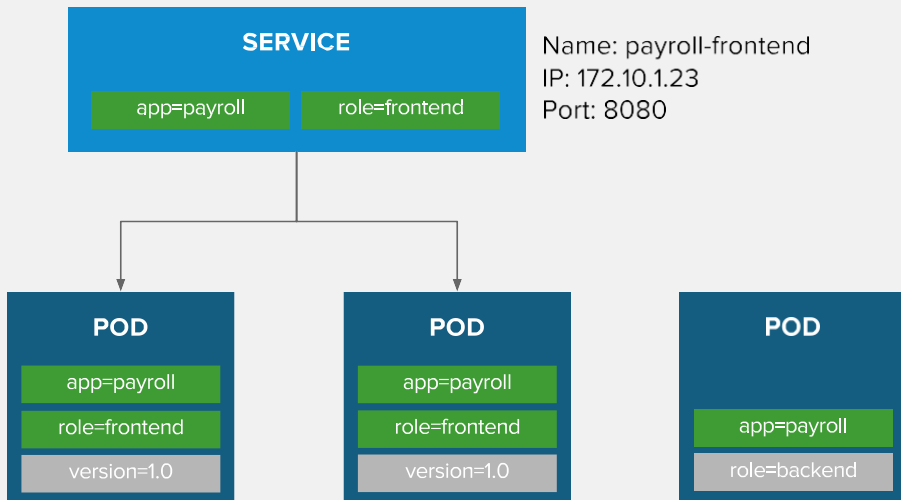 SERVICE
app=payroll
role=frontend
Name: payroll-frontend
IP: 172.10.1.23
Port: 8080
POD
app=payroll
role=frontend
version=1.0
POD
app=payroll
role=frontend
version=1.0
POD
app=payroll
role=backend